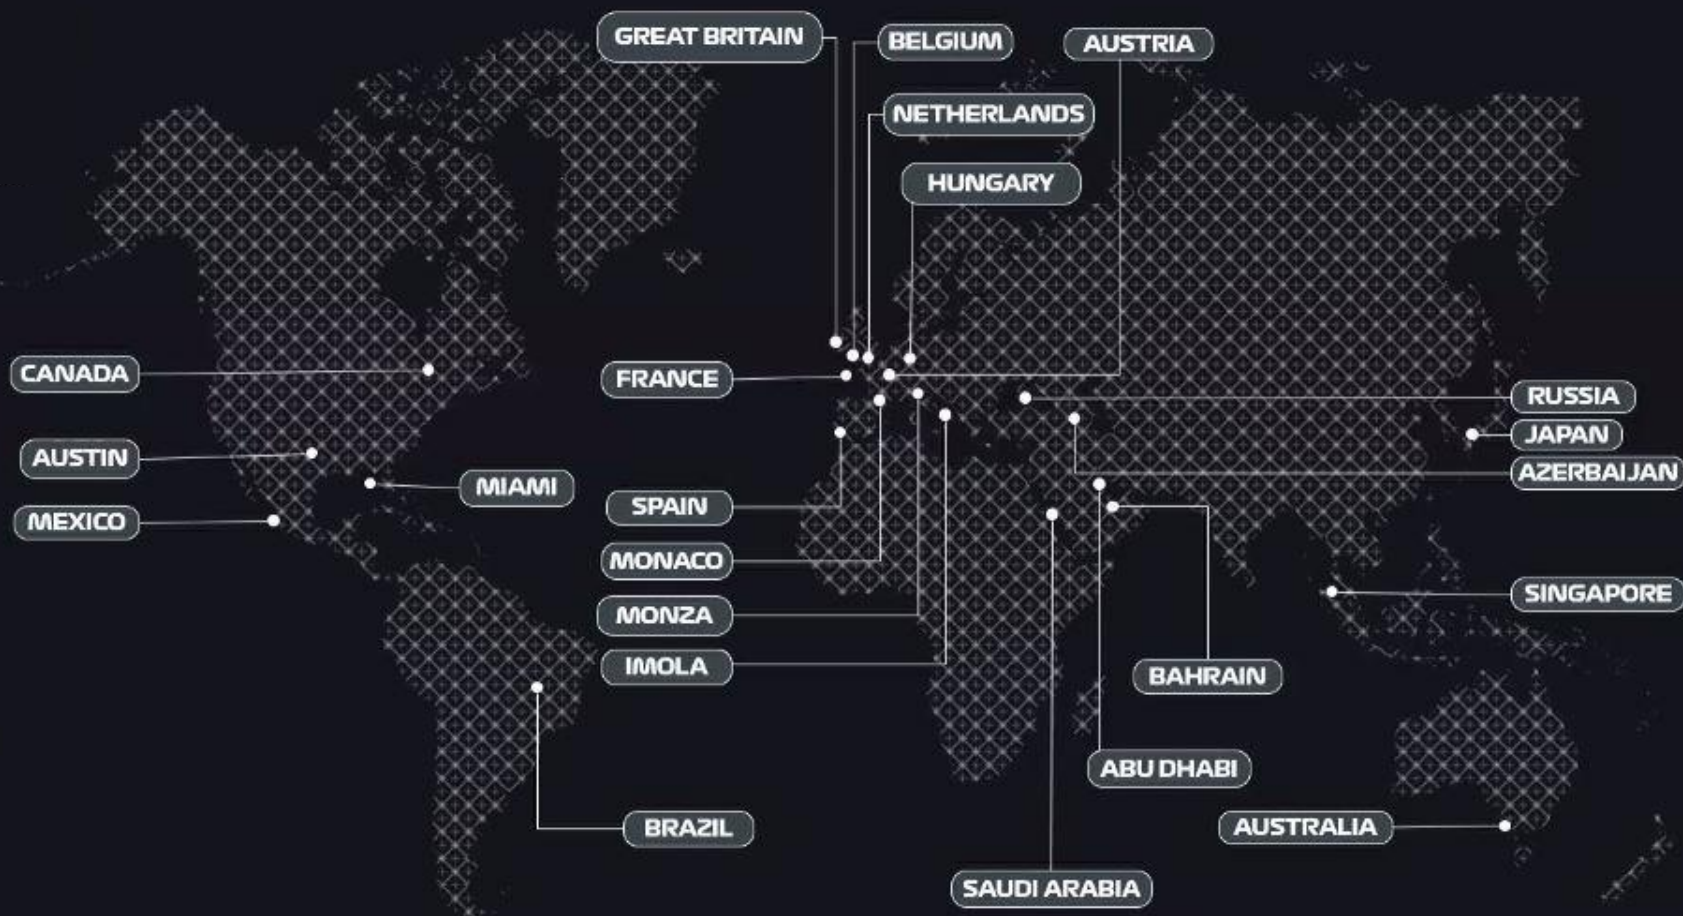 GREAT BRITAIN
BELGIUM
AUSTRIA
NETHERLANDS
HUNGARY
CANADA
FRANCE
RUSSIA
JAPAN
AUSTIN
AZERBAIJAN
MIAMI
MEXICO
SPAIN
MONACO
SINGAPORE
MONZA
IMOLA
BAHRAIN
ABU DHABI
BRAZIL
AUSTRALIA
SAUDI ARABIA